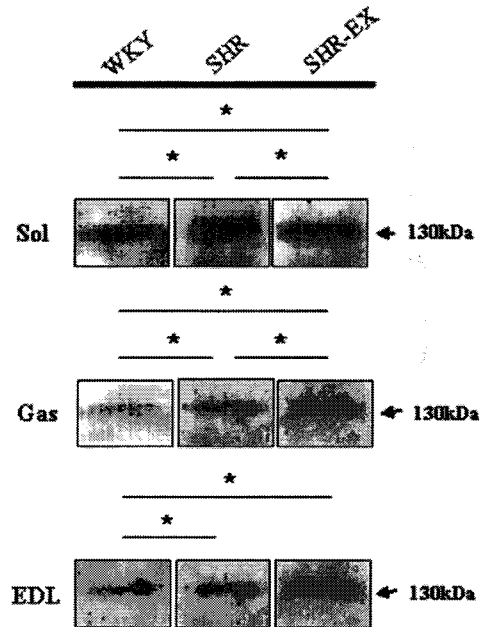 WKY SHR SHR-EX
*
* *
Sol 130kDa
*
* *
Gas 130kDa
*
*
EDL 130kDa